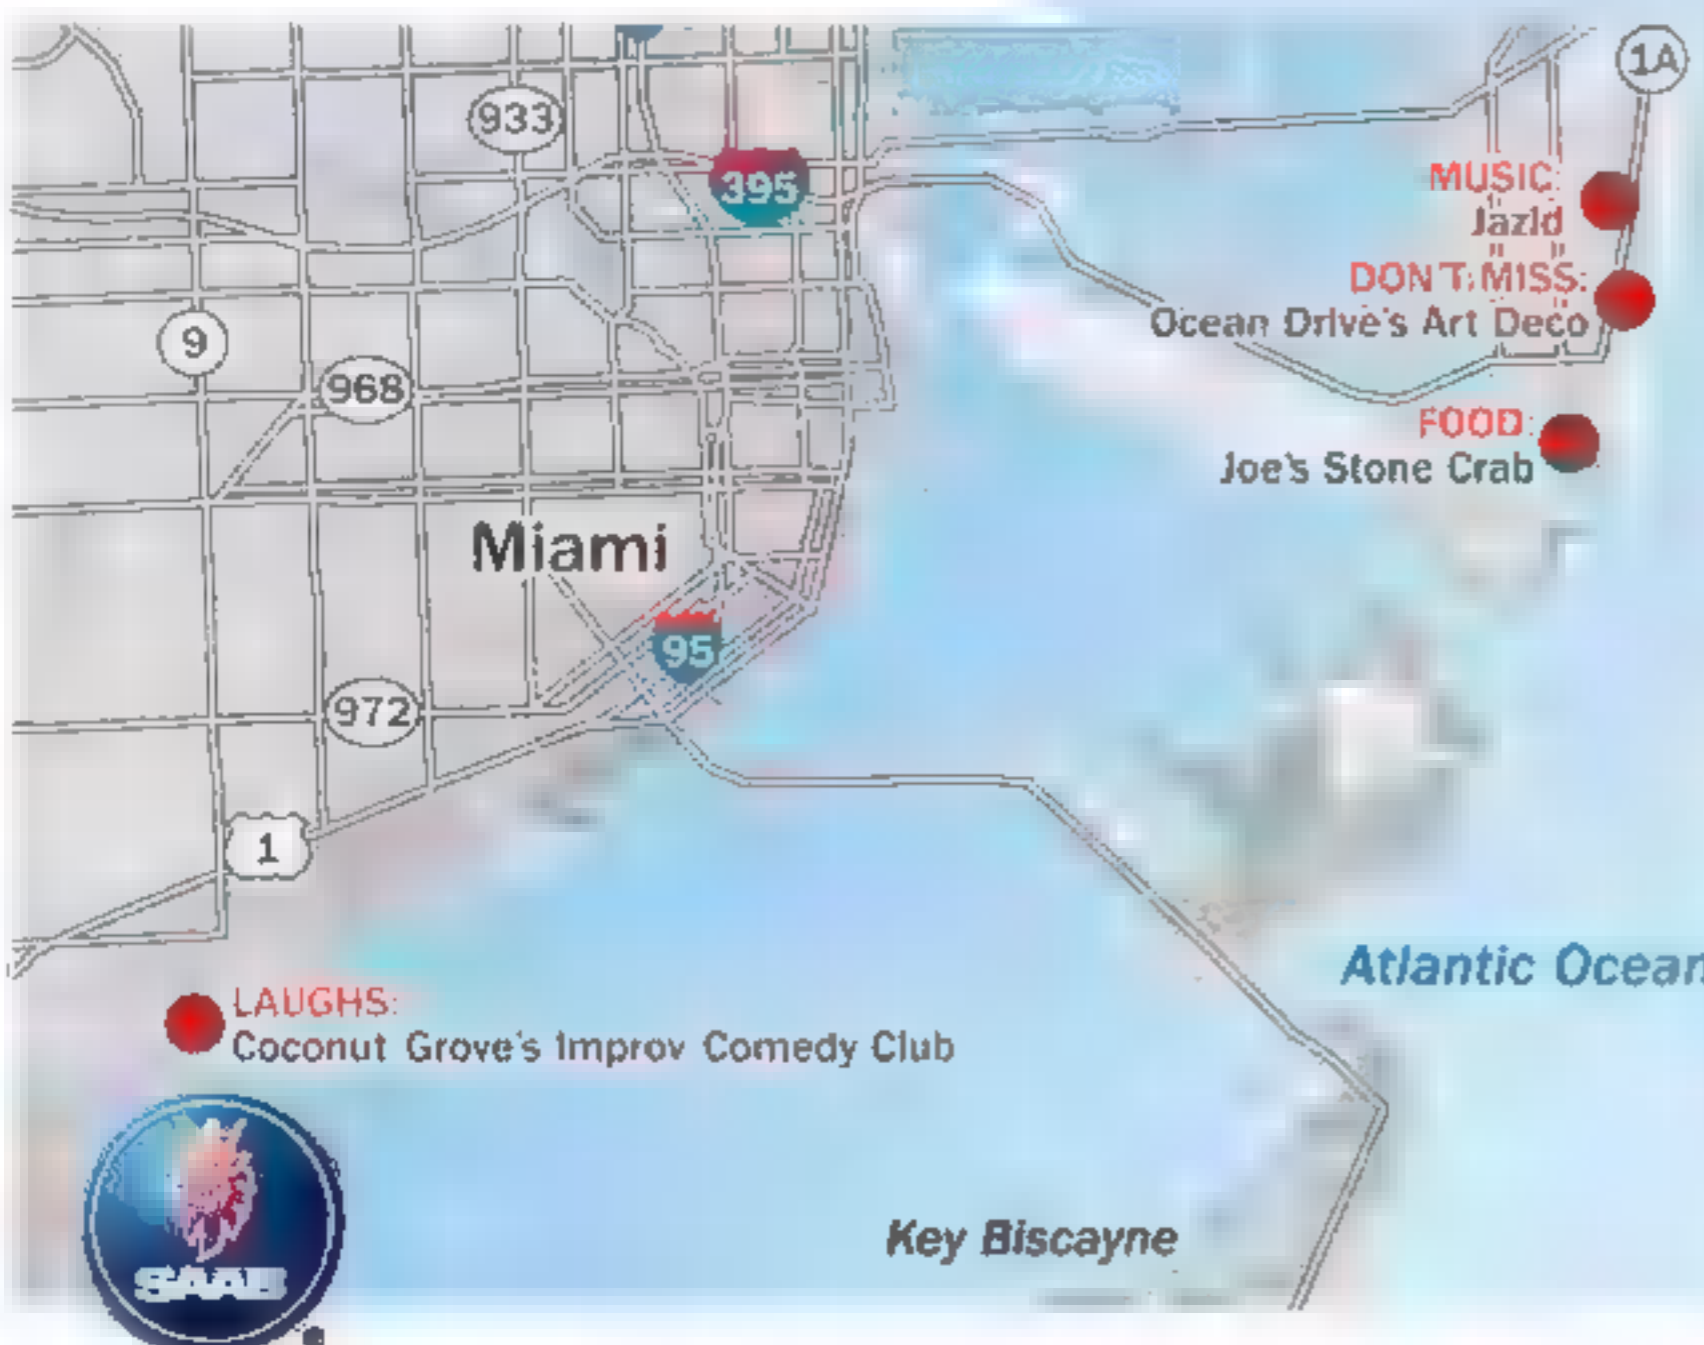 1A
933
395
MUSIC:
Jazid
DON'T MISS:
Ocean Drive's Art Deco
9
968
FOOD:
Joe's Stone Crab
Miami
95
972
1
Atlantic Ocean
LAUGHS:
Coconut Grove's Improv Comedy Club
Key Biscayne
SAAB